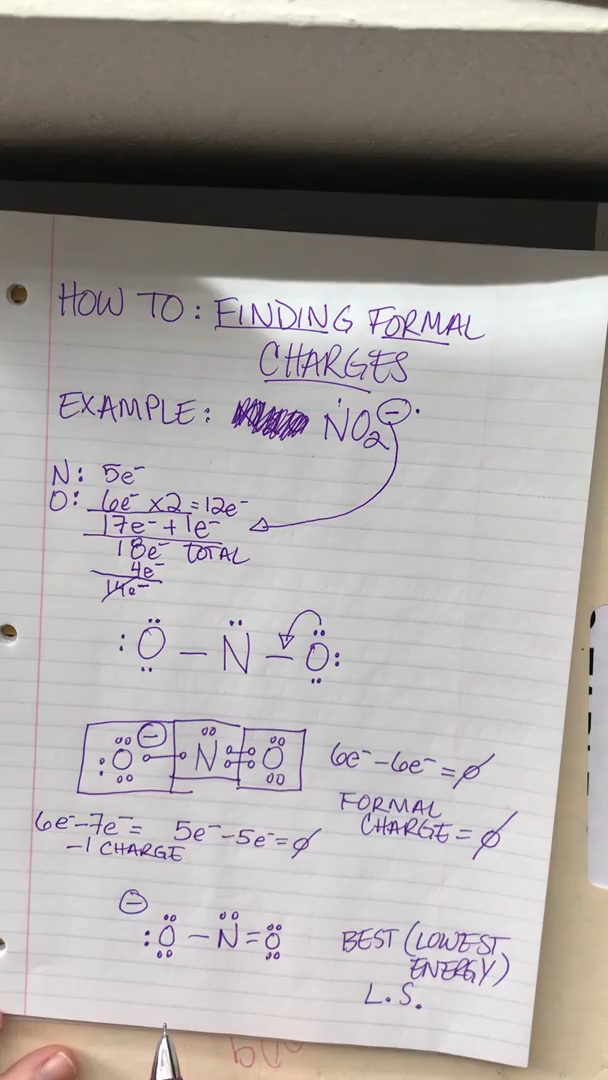 HOW TO: FINDING FORMAL
CHARGES
EXAMPLE: NO2⊖
N: 5e-
O: 6e- x2 = 12e-
17e- + 1e-
18e- TOTAL
4e-
14e-
:O - N - O:
:O ⊖ N O
6e- - 6e- = ∅
FORMAL
CHARGE = ∅
6e- - 7e- =
-1 CHARGE
5e- - 5e- = ∅
⊖
:O - N = O
BEST (LOWEST
ENERGY)
L.S.